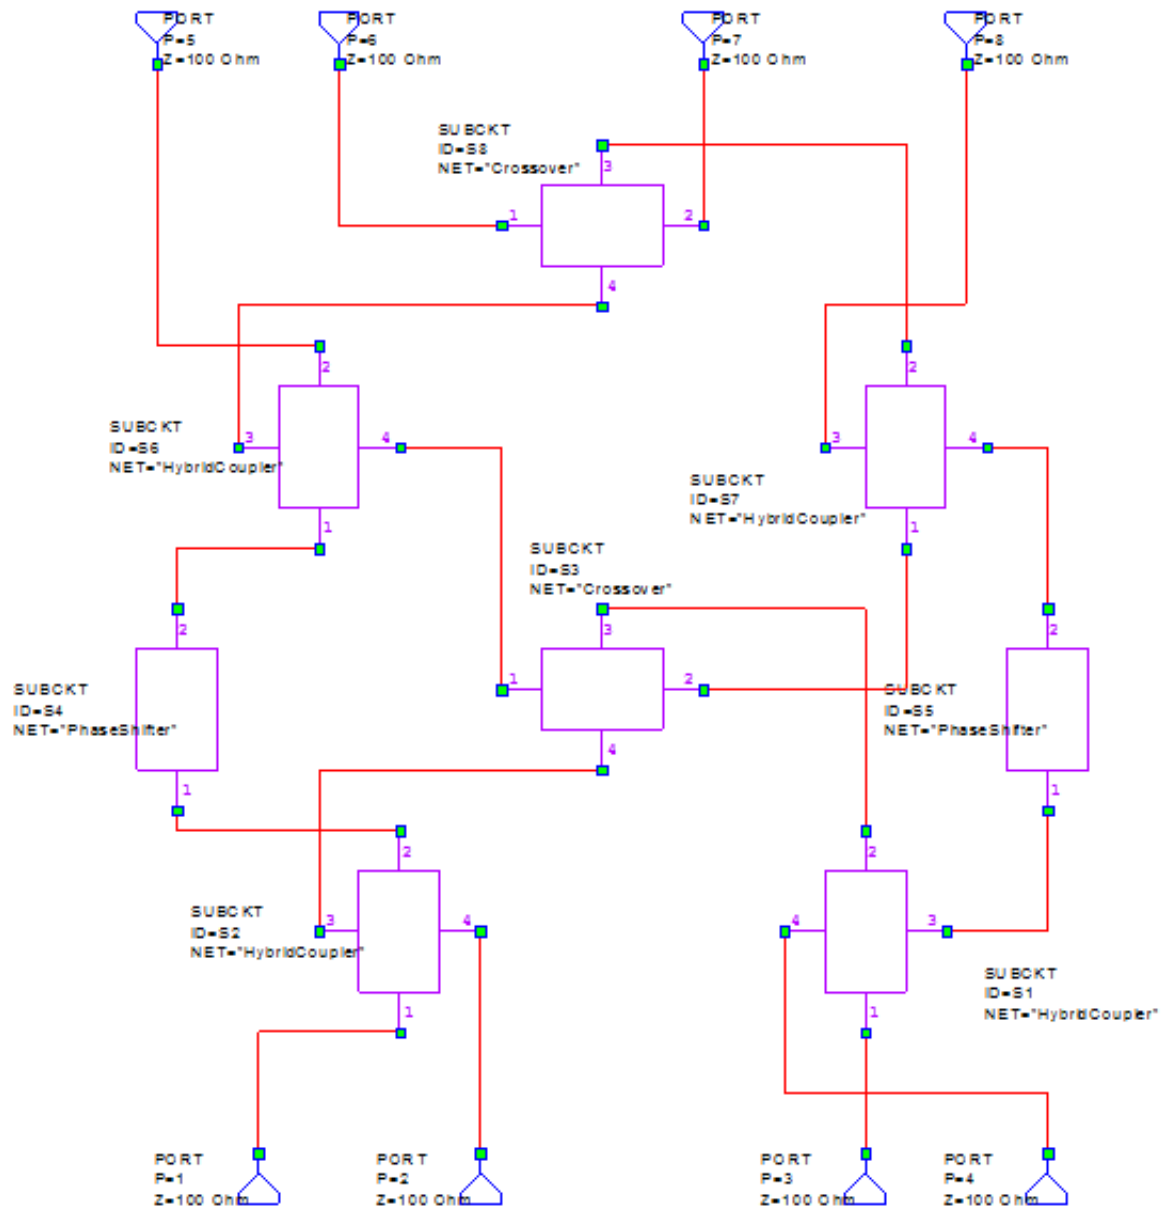 PORT
P=5
Z=100 Ohm
PORT
P=6
Z=100 Ohm
PORT
P=7
Z=100 Ohm
PORT
P=8
Z=100 Ohm
SUBCKT
ID=S8
NET="Crossover"
3
1
2
4
2
3
4
1
SUBCKT
ID=S6
NET="HybridCoupler"
2
3
4
1
SUBCKT
ID=S7
NET="HybridCoupler"
SUBCKT
ID=S3
NET="Crossover"
3
1
2
4
2
1
SUBCKT
ID=S4
NET="PhaseShifter"
2
1
SUBCKT
ID=S5
NET="PhaseShifter"
2
3
4
1
SUBCKT
ID=S2
NET="HybridCoupler"
2
4
3
1
SUBCKT
ID=S1
NET="HybridCoupler"
PORT
P=1
Z=100 Ohm
PORT
P=2
Z=100 Ohm
PORT
P=3
Z=100 Ohm
PORT
P=4
Z=100 Ohm